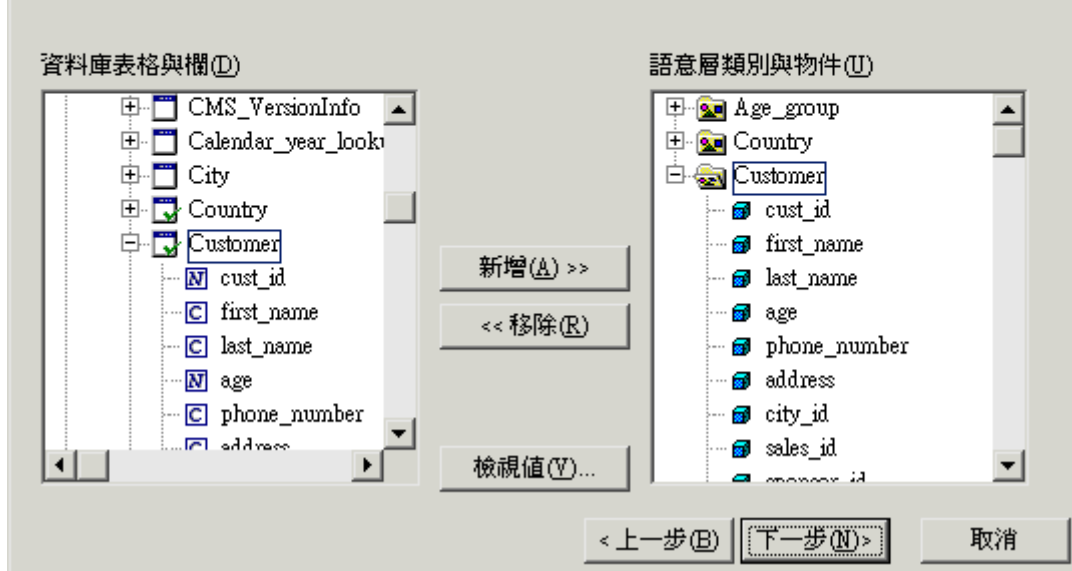 資料庫表格與欄(D)
CMS_VersionInfo
Calendar_year_looku
City
Country
Customer
cust_id
first_name
last_name
age
phone_number
address
新增(A) >>
<< 移除(R)
檢視值(V)...
語意層類別與物件(U)
Age_group
Country
Customer
cust_id
first_name
last_name
age
phone_number
address
city_id
sales_id
sponsor_id
< 上一步(B)
下一步(N)>
取消